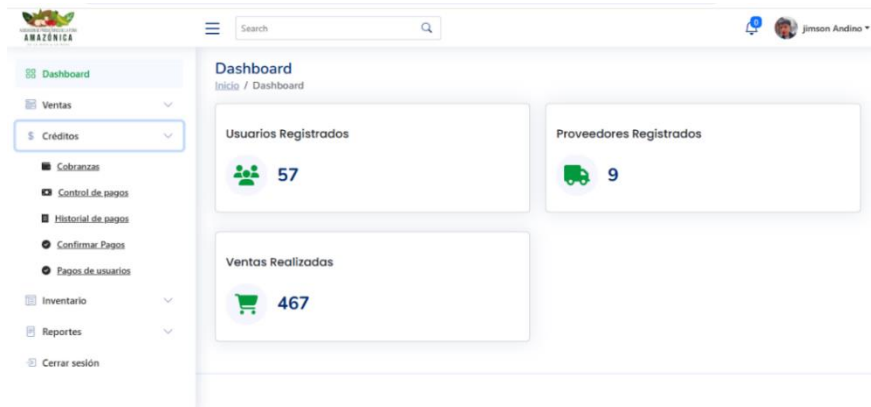 AMAZÓNICA
Search
0
jimson Andino
Dashboard
Ventas
Créditos
Cobranzas
Control de pagos
Historial de pagos
Confirmar Pagos
Pagos de usuarios
Inventario
Reportes
Cerrar sesión
Dashboard
Inicio / Dashboard
Usuarios Registrados
57
Proveedores Registrados
9
Ventas Realizadas
467